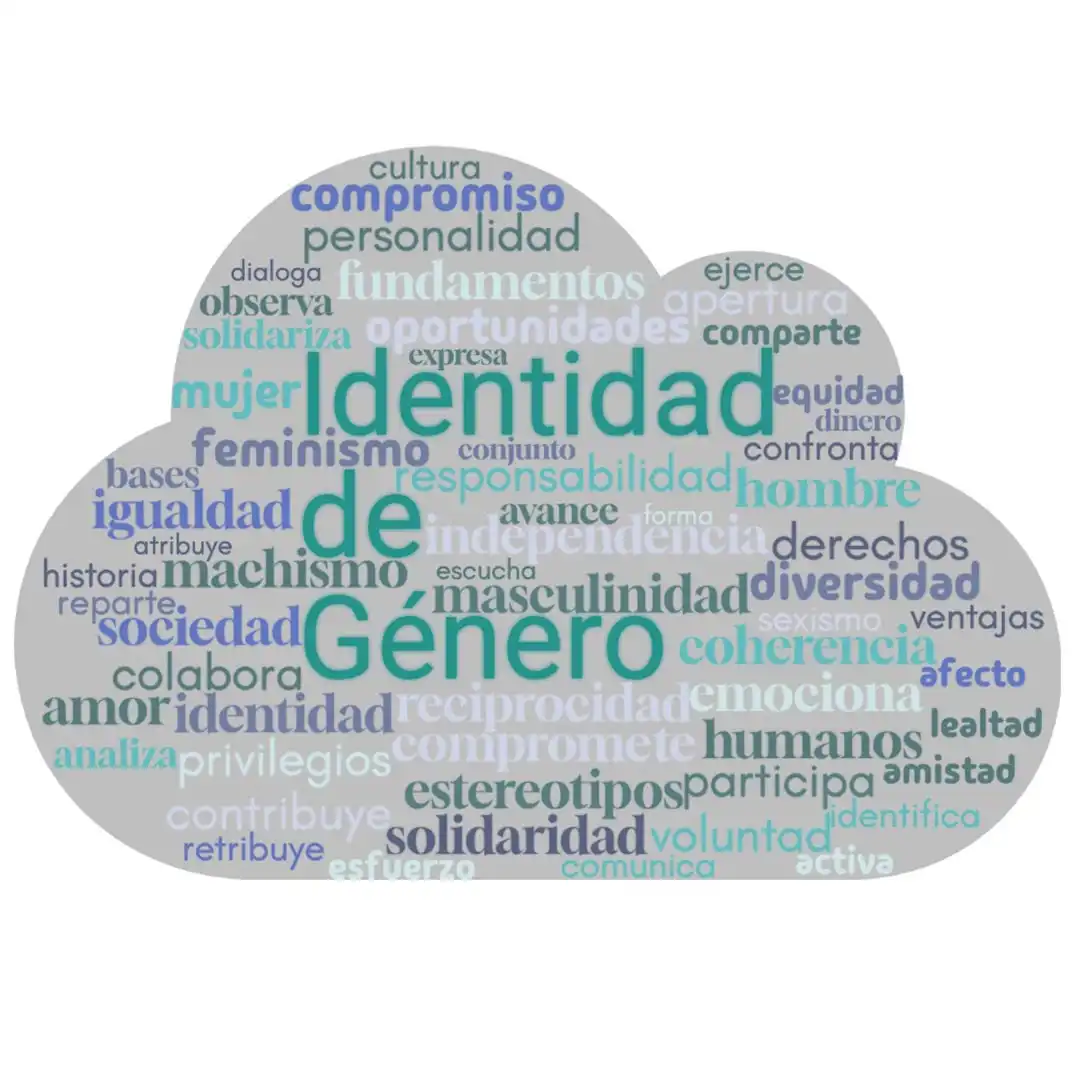 cultura
compromiso
personalidad
dialoga
fundamentos
ejerce
observa
apertura
solidariza
oportunidades
comparte
expresa
mujer
Identidad
equidad
dinero
feminismo
conjunto
confronta
bases
responsabilidad
hombre
igualdad
de
avance
forma
atribuye
independencia
derechos
historia
machismo
escucha
diversidad
reparte
masculinidad
sexismo
ventajas
sociedad
Género
coherencia
colabora
afecto
amor
identidad
reciprocidad
emociona
lealtad
analiza
privilegios
compromete
humanos
amistad
estereotipos
participa
contribuye
identifica
retribuye
solidaridad
voluntad
esfuerzo
comunica
activa